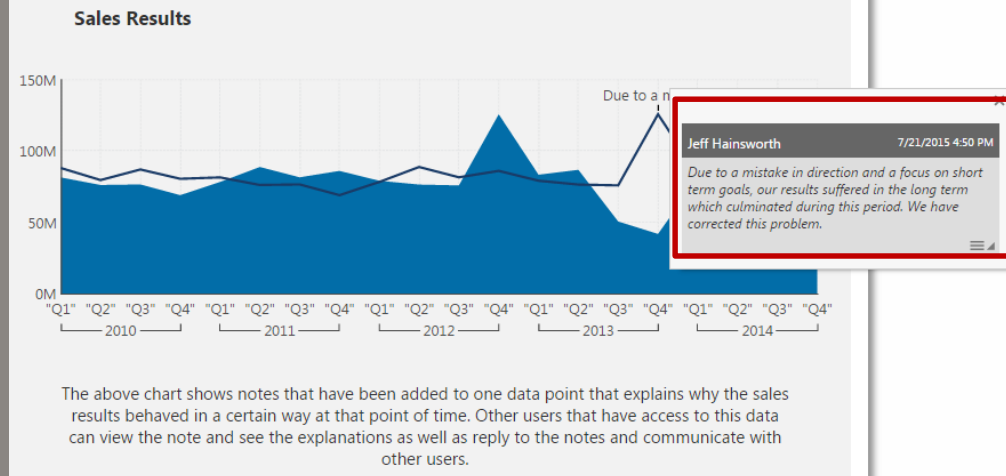 Sales Results
150M
100M
50M
0M
Due to a m
Jeff Hainsworth 7/21/2015 4:50 PM
Due to a mistake in direction and a focus on short
term goals, our results suffered in the long term
which culminated during this period. We have
corrected this problem.
"Q1" "Q2" "Q3" "Q4" "Q1" "Q2" "Q3" "Q4" "Q1" "Q2" "Q3" "Q4" "Q1" "Q2" "Q3" "Q4" "Q1" "Q2" "Q3" "Q4"
2010 2011 2012 2013 2014
The above chart shows notes that have been added to one data point that explains why the sales
results behaved in a certain way at that point of time. Other users that have access to this data
can view the note and see the explanations as well as reply to the notes and communicate with
other users.